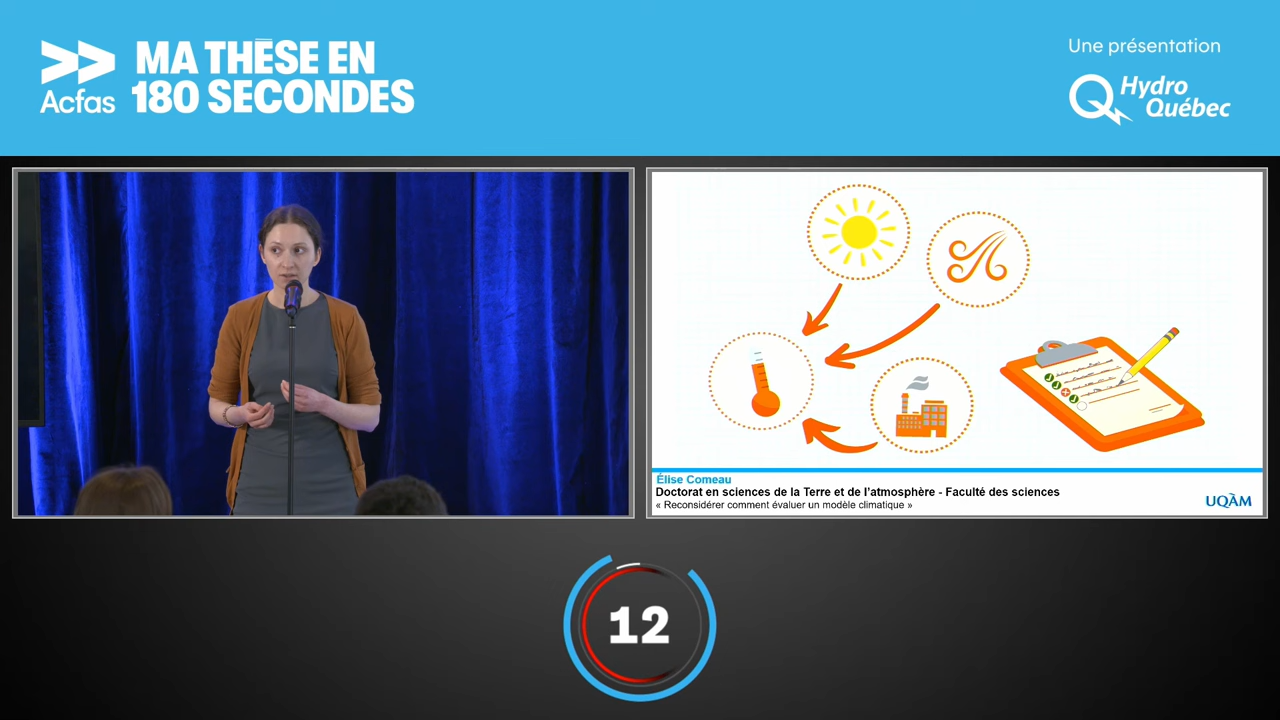 MA THÈSE EN
180 SECONDES
Acfas
Une présentation
Hydro
Québec
Élise Comeau
Doctorat en sciences de la Terre et de l'atmosphère - Faculté des sciences
« Reconsidérer comment évaluer un modèle climatique »
UQÀM
12